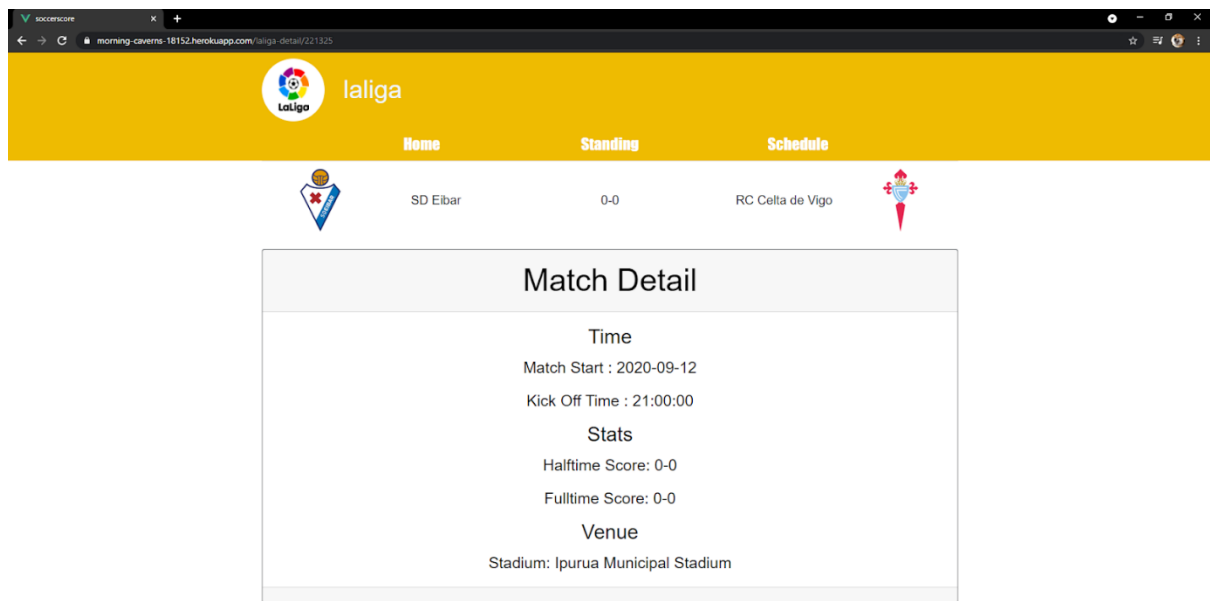 soccerscore
morning-caverns-18152.herokuapp.com/laliga-detail/221325
LaLiga
laliga
Home Standing Schedule
SD Eibar 0-0 RC Celta de Vigo
Match Detail
Time
Match Start : 2020-09-12
Kick Off Time : 21:00:00
Stats
Halftime Score: 0-0
Fulltime Score: 0-0
Venue
Stadium: Ipurua Municipal Stadium